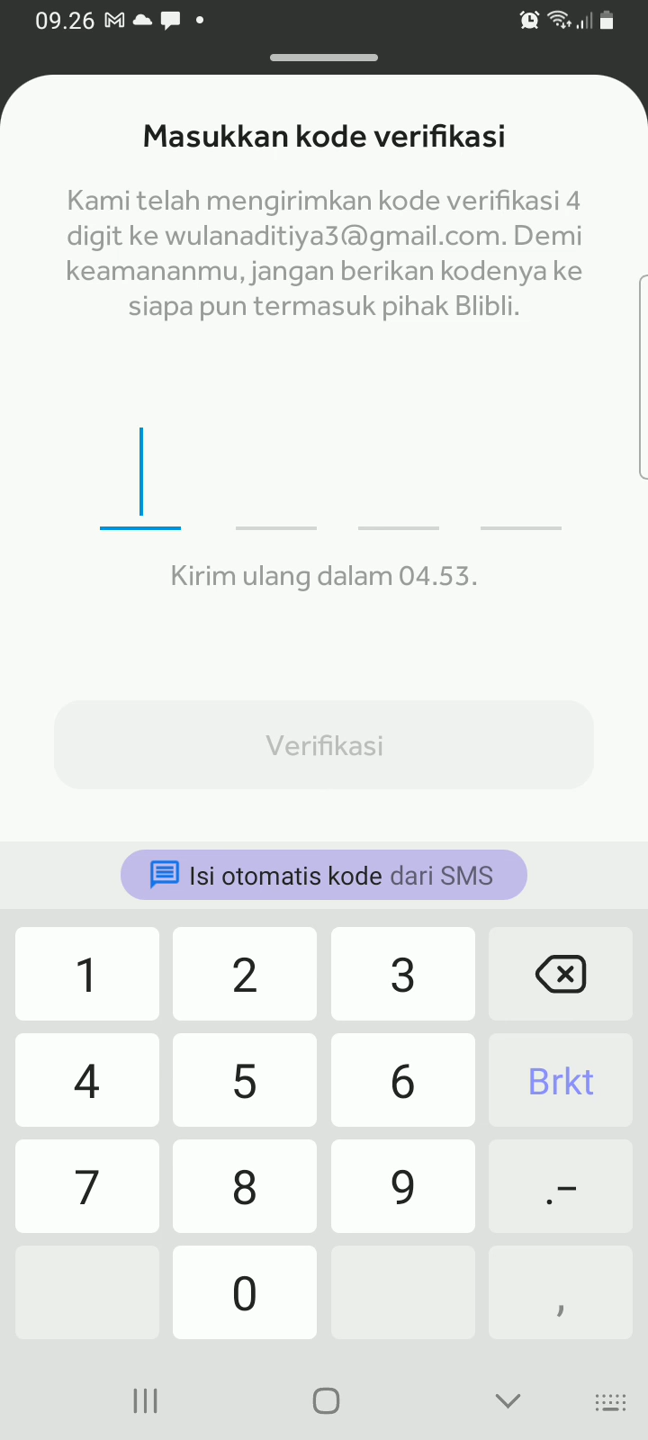 09.26
Masukkan kode verifikasi
Kami telah mengirimkan kode verifikasi 4
digit ke wulanaditiya3@gmail.com. Demi
keamananmu, jangan berikan kodenya ke
siapa pun termasuk pihak Blibli.
Kirim ulang dalam 04.53.
Verifikasi
Isi otomatis kode dari SMS
1 2 3
4 5 6 Brkt
7 8 9 .-
0 ,